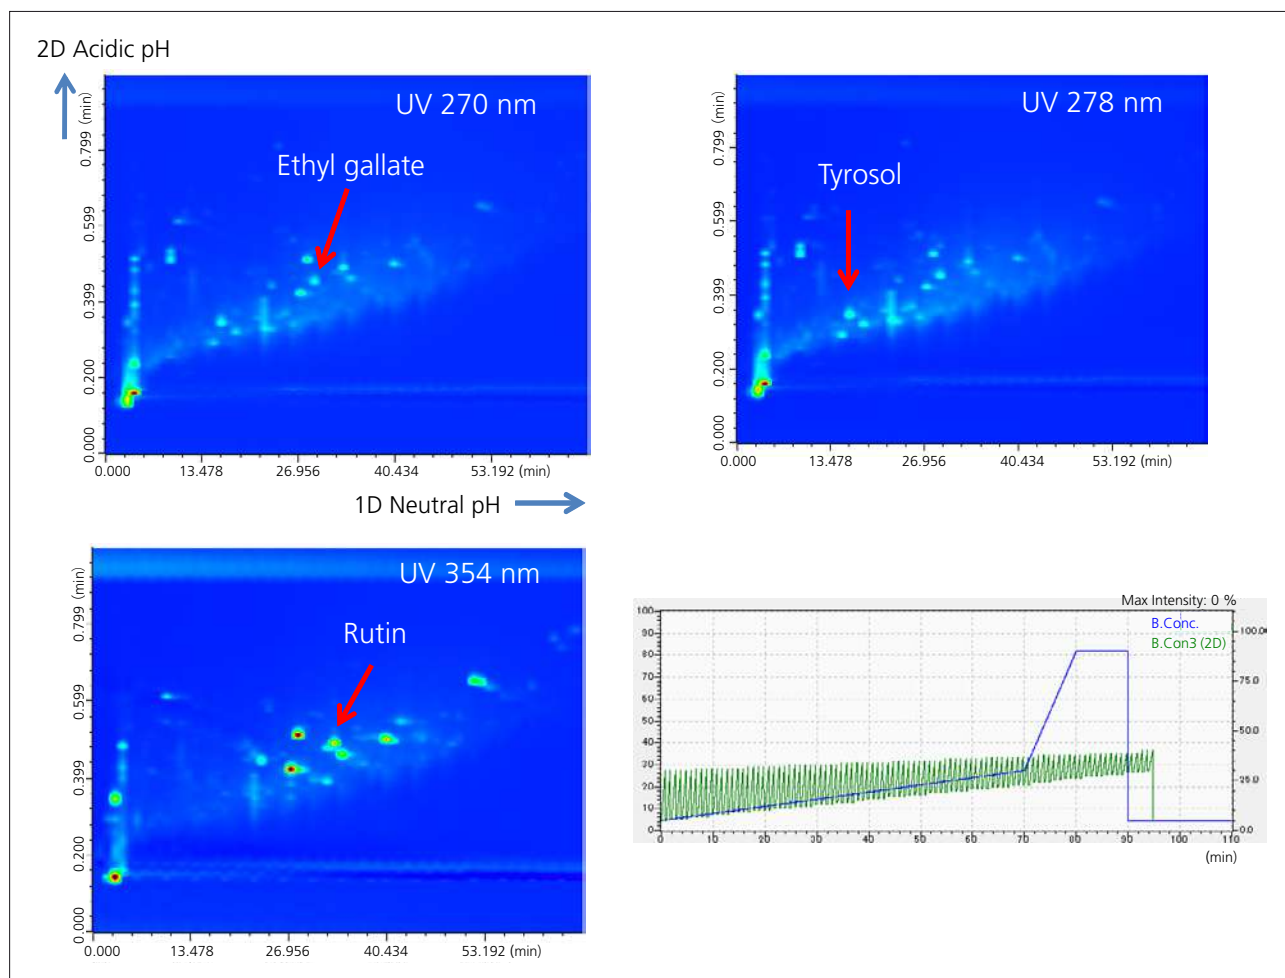 2D Acidic pH
UV 270 nm
Ethyl gallate
(min)
0.799
0.599
0.399
0.200
0.000
0.000 13.478 26.956 40.434 53.192 (min)
UV 278 nm
Tyrosol
(min)
0.799
0.599
0.399
0.200
0.000
0.000 13.478 26.956 40.434 53.192 (min)
1D Neutral pH
UV 354 nm
Rutin
(min)
0.799
0.599
0.399
0.200
0.000
0.000 13.478 26.956 40.434 53.192 (min)
Max Intensity: 0 %
B.Conc.
B.Con3 (2D)
100
90
80
70
60
50
40
30
20
10
0
100.0
75.0
50.0
25.0
0.0
0 10 20 30 40 50 60 70 80 90 100 110
(min)